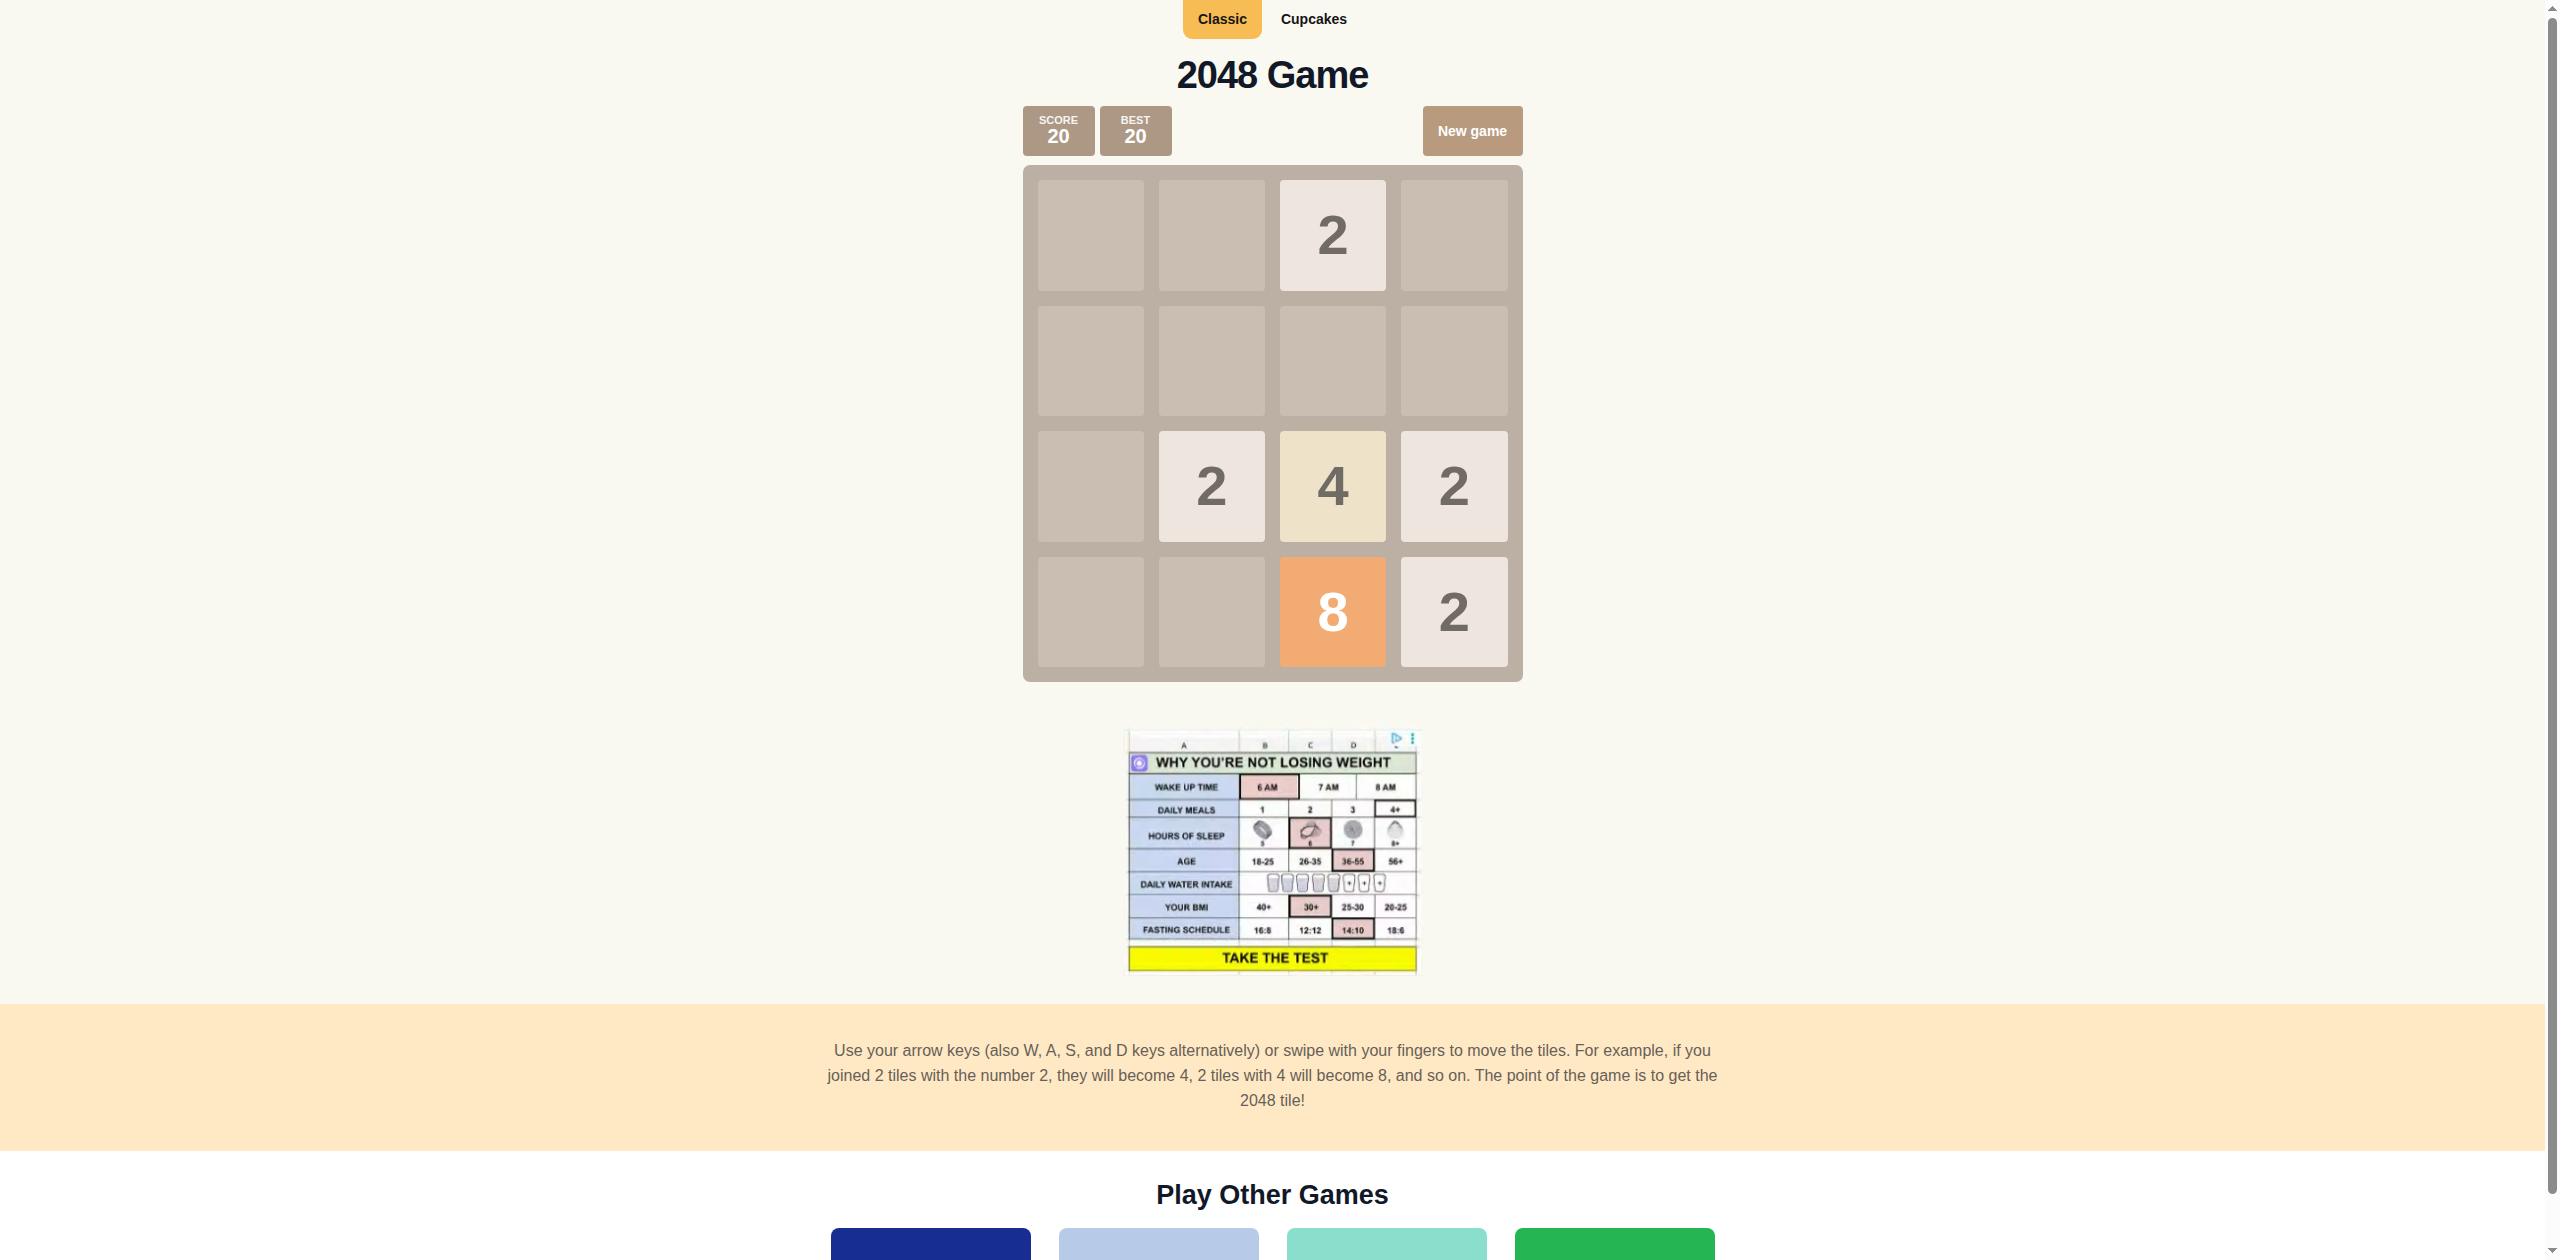 Classic Cupcakes
2048 Game
SCORE BEST
20 20
New game
2
2 4 2
8 2
A B C D
WHY YOU'RE NOT LOSING WEIGHT
WAKE UP TIME 6 AM 7 AM 8 AM
DAILY MEALS 1 2 3 4+
HOURS OF SLEEP 5 6 7 8+
AGE 18-25 26-35 36-55 56+
DAILY WATER INTAKE
YOUR BMI 40+ 30+ 25-30 20-25
FASTING SCHEDULE 16:8 12:12 14:10 18:6
TAKE THE TEST
Use your arrow keys (also W, A, S, and D keys alternatively) or swipe with your fingers to move the tiles. For example, if you
joined 2 tiles with the number 2, they will become 4, 2 tiles with 4 will become 8, and so on. The point of the game is to get the
2048 tile!
Play Other Games